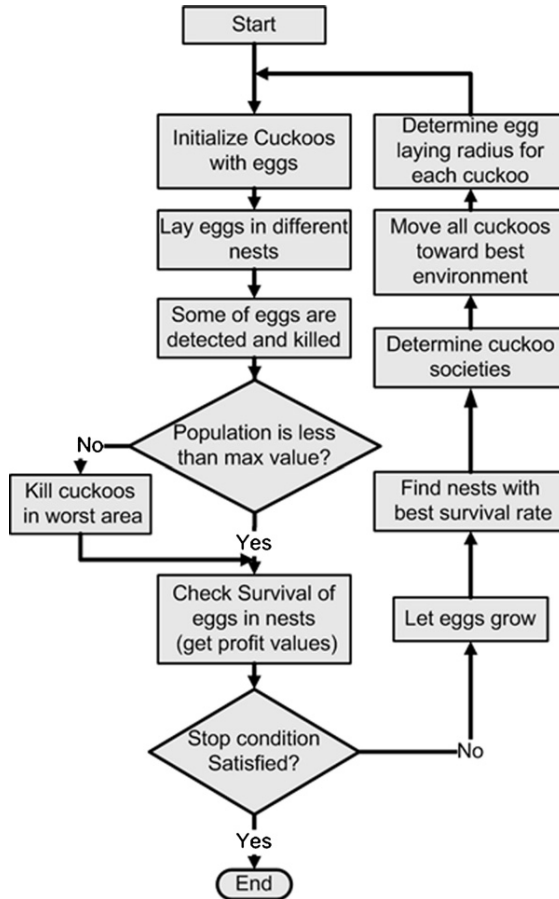 Start
Initialize Cuckoos
with eggs
Lay eggs in different
nests
Some of eggs are
detected and killed
Population is less
than max value?
No
Kill cuckoos
in worst area
Yes
Check Survival of
eggs in nests
(get profit values)
Stop condition
Satisfied?
No
Yes
End
Let eggs grow
Find nests with
best survival rate
Determine cuckoo
societies
Move all cuckoos
toward best
environment
Determine egg
laying radius for
each cuckoo